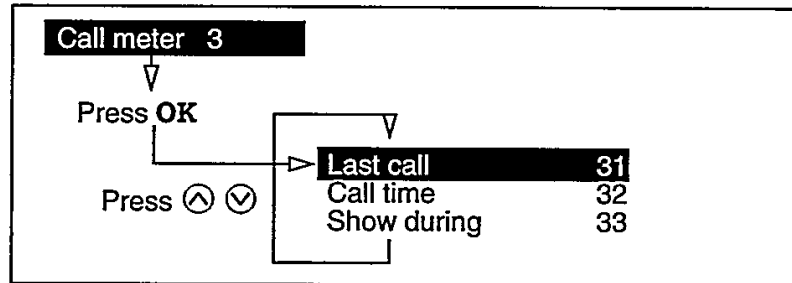 Call meter 3
Press OK
Last call 31
Call time 32
Press
Show during 33